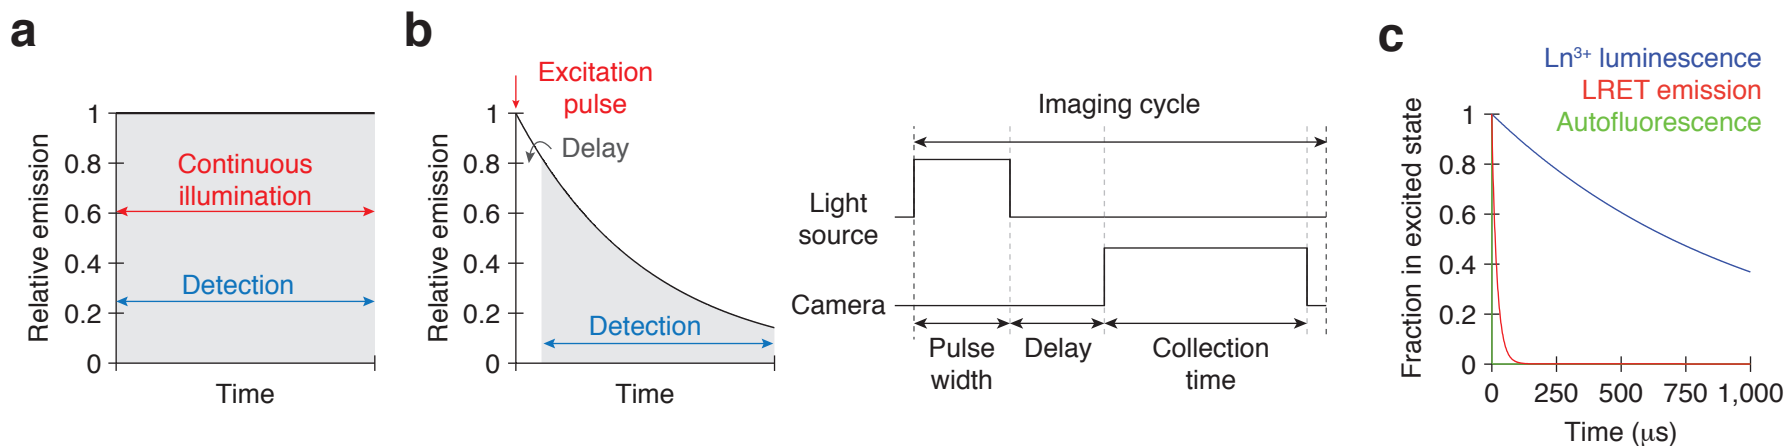 a
Relative emission
1
0.8
0.6
0.4
0.2
0
Continuous
illumination
Detection
Time
b
Relative emission
1
0.8
0.6
0.4
0.2
0
Excitation
pulse
Delay
Detection
Time
Imaging cycle
Light
source
Camera
Pulse
width
Delay
Collection
time
c
Ln³⁺ luminescence
LRET emission
Autofluorescence
Fraction in excited state
1
0.8
0.6
0.4
0.2
0
0 250 500 750 1,000
Time (μs)